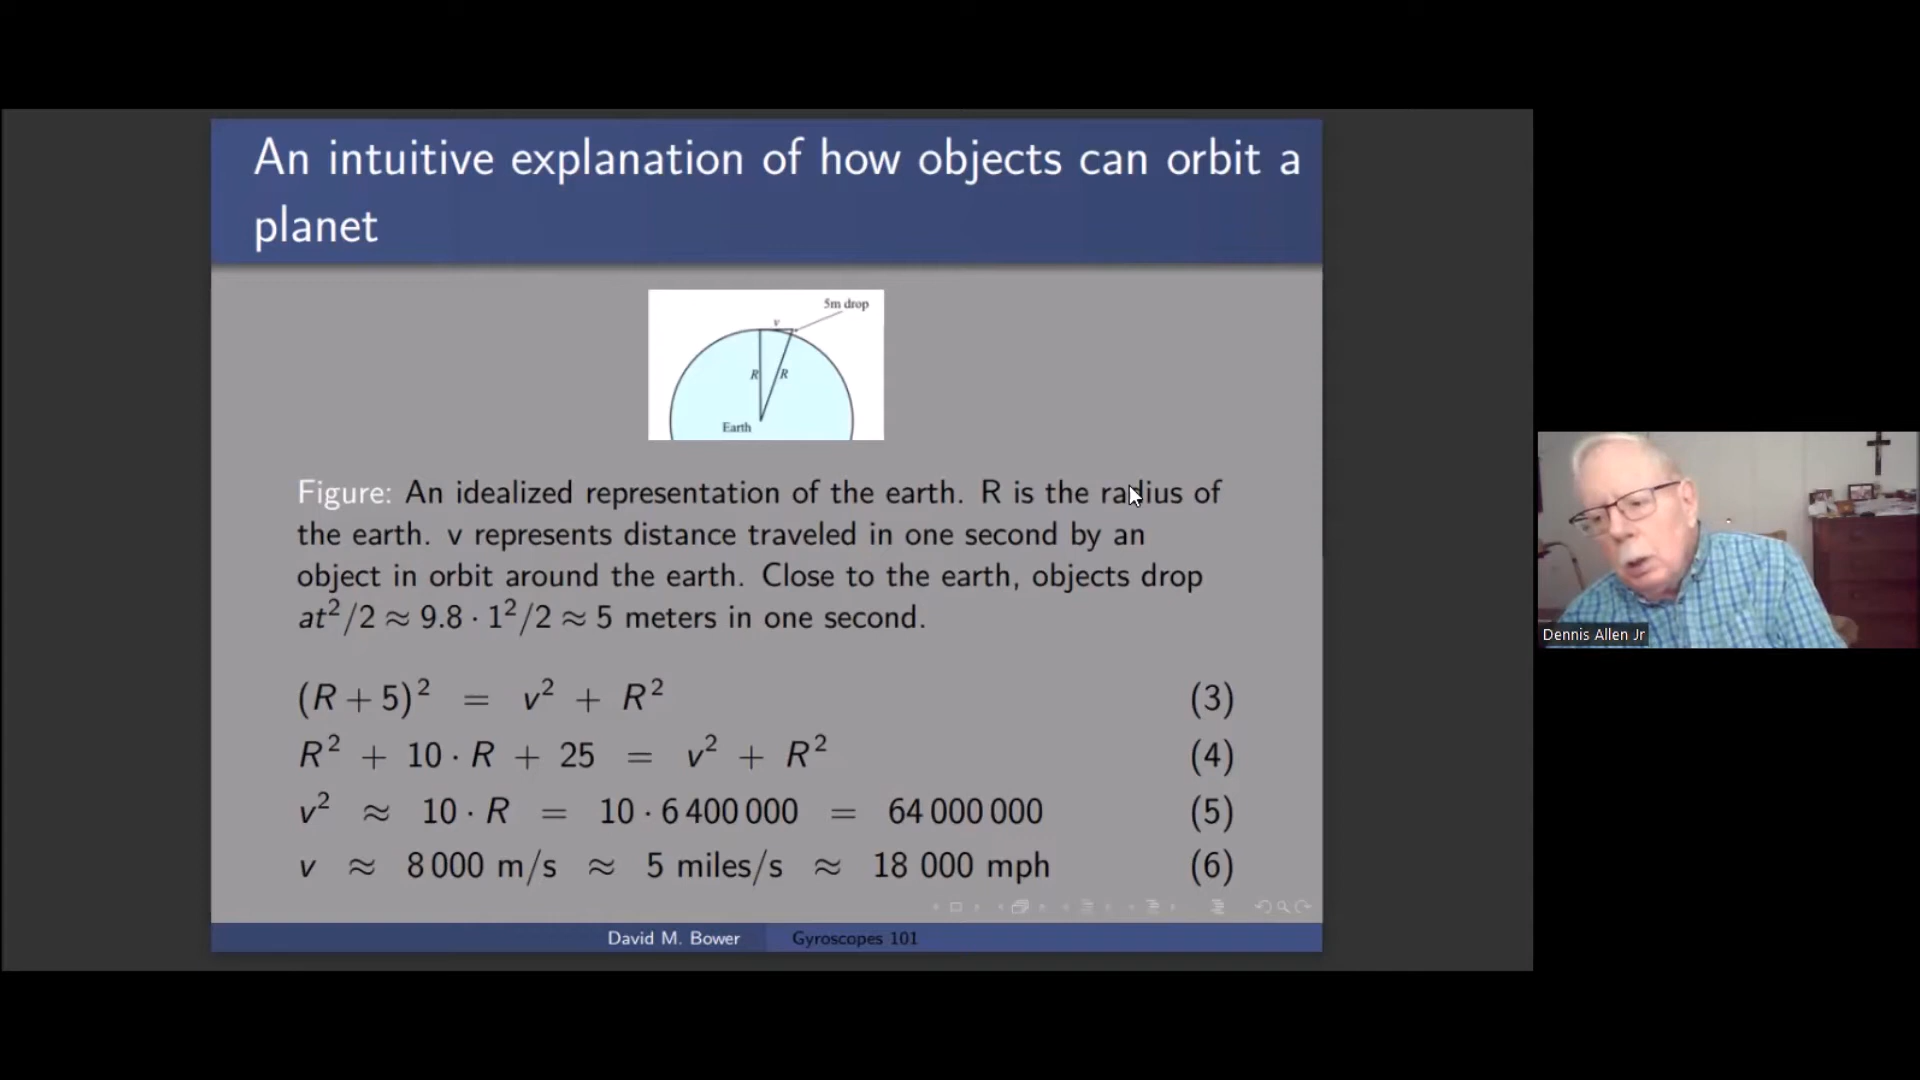 An intuitive explanation of how objects can orbit a
planet
5m drop
v
R
R
Earth
Figure: An idealized representation of the earth. R is the radius of
the earth. v represents distance traveled in one second by an
object in orbit around the earth. Close to the earth, objects drop
at²/2 ≈ 9.8 · 1²/2 ≈ 5 meters in one second.
(R + 5)² = v² + R² (3)
R² + 10 · R + 25 = v² + R² (4)
v² ≈ 10 · R = 10 · 6 400 000 = 64 000 000 (5)
v ≈ 8 000 m/s ≈ 5 miles/s ≈ 18 000 mph (6)
David M. Bower Gyroscopes 101
Dennis Allen Jr